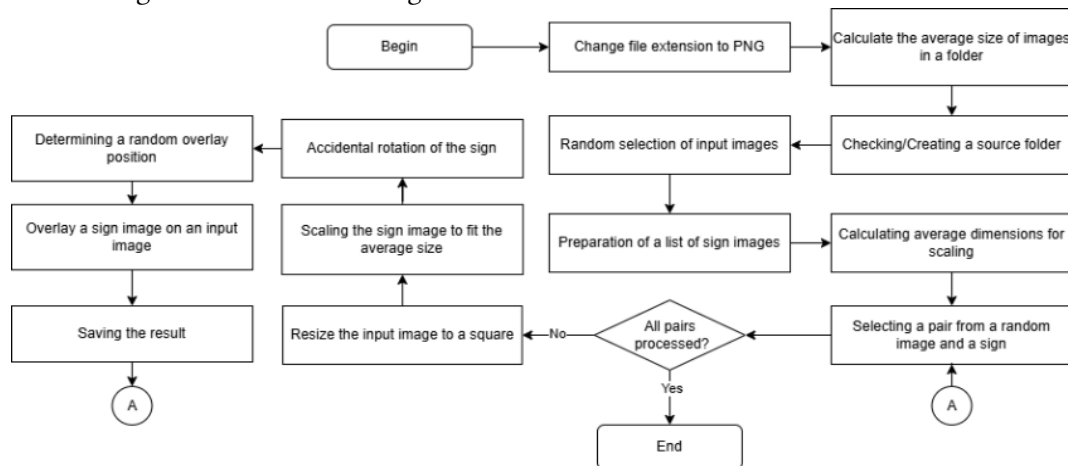 Begin
Change file extension to PNG
Calculate the average size of images
in a folder
Determining a random overlay
position
Accidental rotation of the sign
Random selection of input images
Checking/Creating a source folder
Overlay a sign image on an input
image
Scaling the sign image to fit the
average size
Preparation of a list of sign images
Calculating average dimensions for
scaling
Saving the result
Resize the input image to a square
No
All pairs
processed?
Selecting a pair from a random
image and a sign
Yes
A
A
End